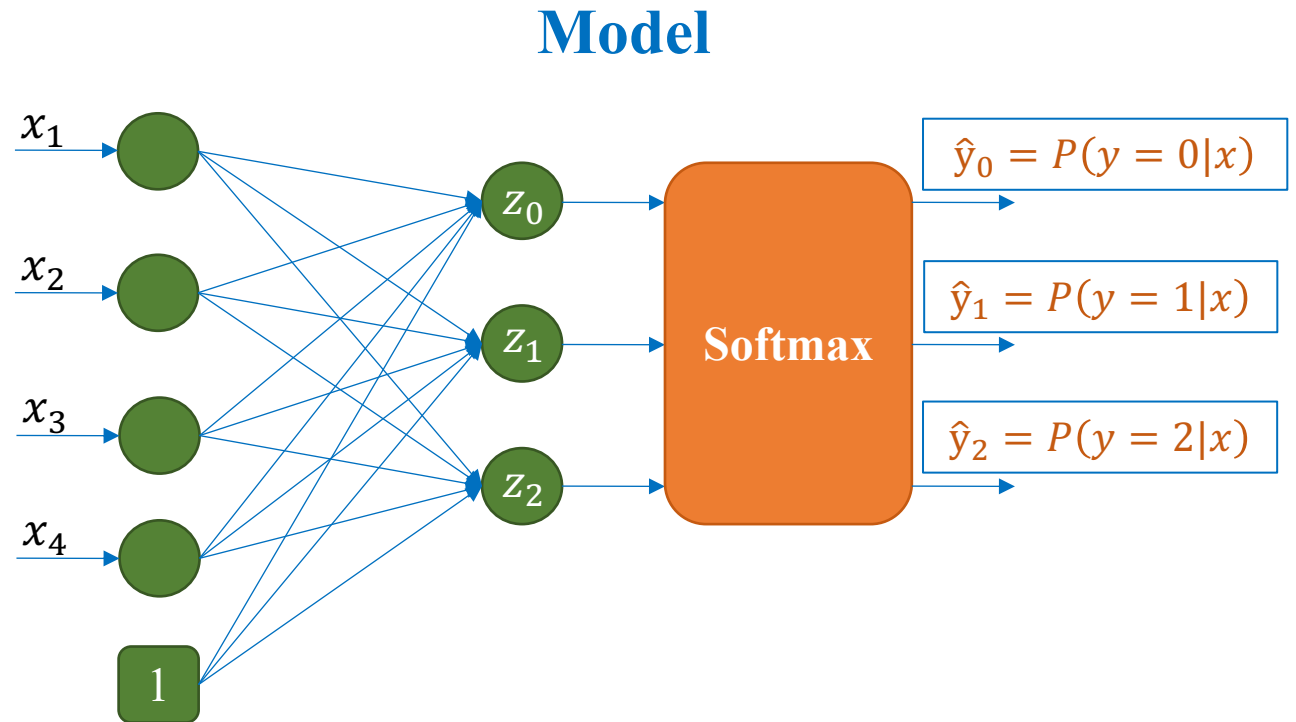 Model
x₁
x₂
x₃
x₄
1
z₀
z₁
z₂
Softmax
ŷ₀ = P(y = 0|x)
ŷ₁ = P(y = 1|x)
ŷ₂ = P(y = 2|x)